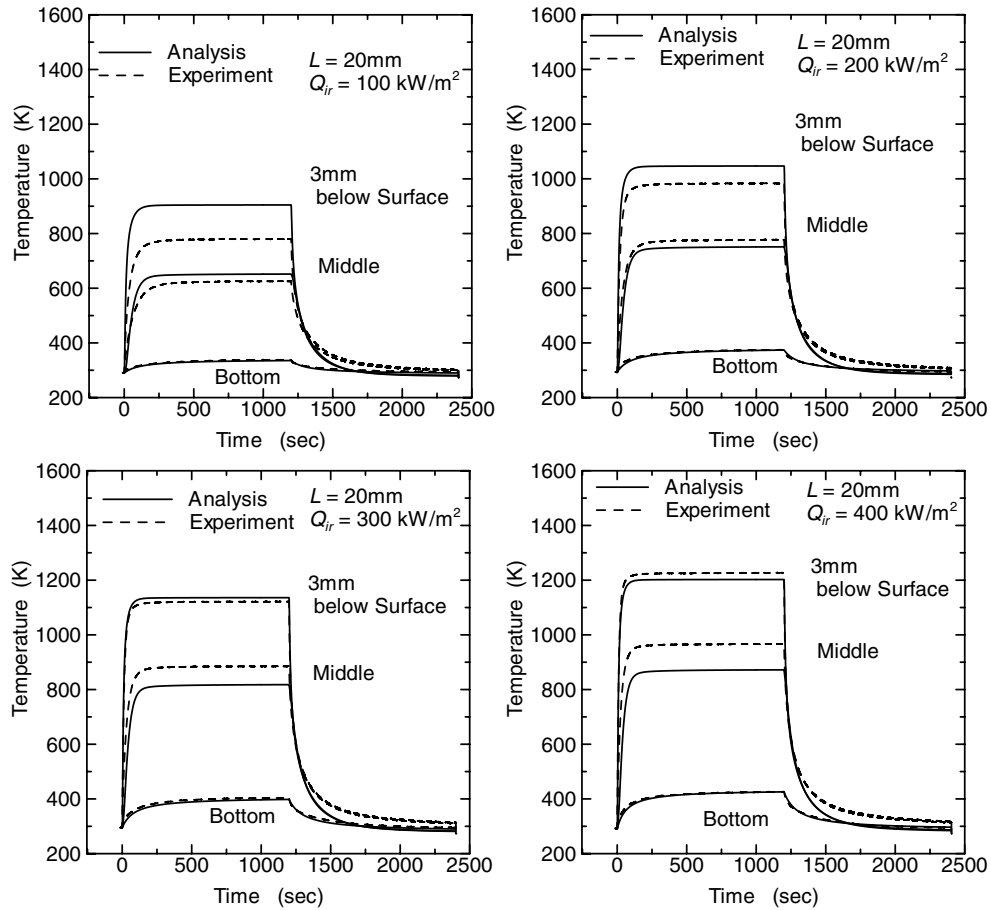 1600
1400
1200
1000
800
600
400
200
Temperature (K)
Analysis
Experiment
L = 20mm
Qir = 100 kW/m2
3mm
below Surface
Middle
Bottom
0 500 1000 1500 2000 2500
Time (sec)
1600
1400
1200
1000
800
600
400
200
Temperature (K)
Analysis
Experiment
L = 20mm
Qir = 200 kW/m2
3mm
below Surface
Middle
Bottom
0 500 1000 1500 2000 2500
Time (sec)
1600
1400
1200
1000
800
600
400
200
Temperature (K)
Analysis
Experiment
L = 20mm
Qir = 300 kW/m2
3mm
below Surface
Middle
Bottom
0 500 1000 1500 2000 2500
Time (sec)
1600
1400
1200
1000
800
600
400
200
Temperature (K)
Analysis
Experiment
L = 20mm
Qir = 400 kW/m2
3mm
below Surface
Middle
Bottom
0 500 1000 1500 2000 2500
Time (sec)